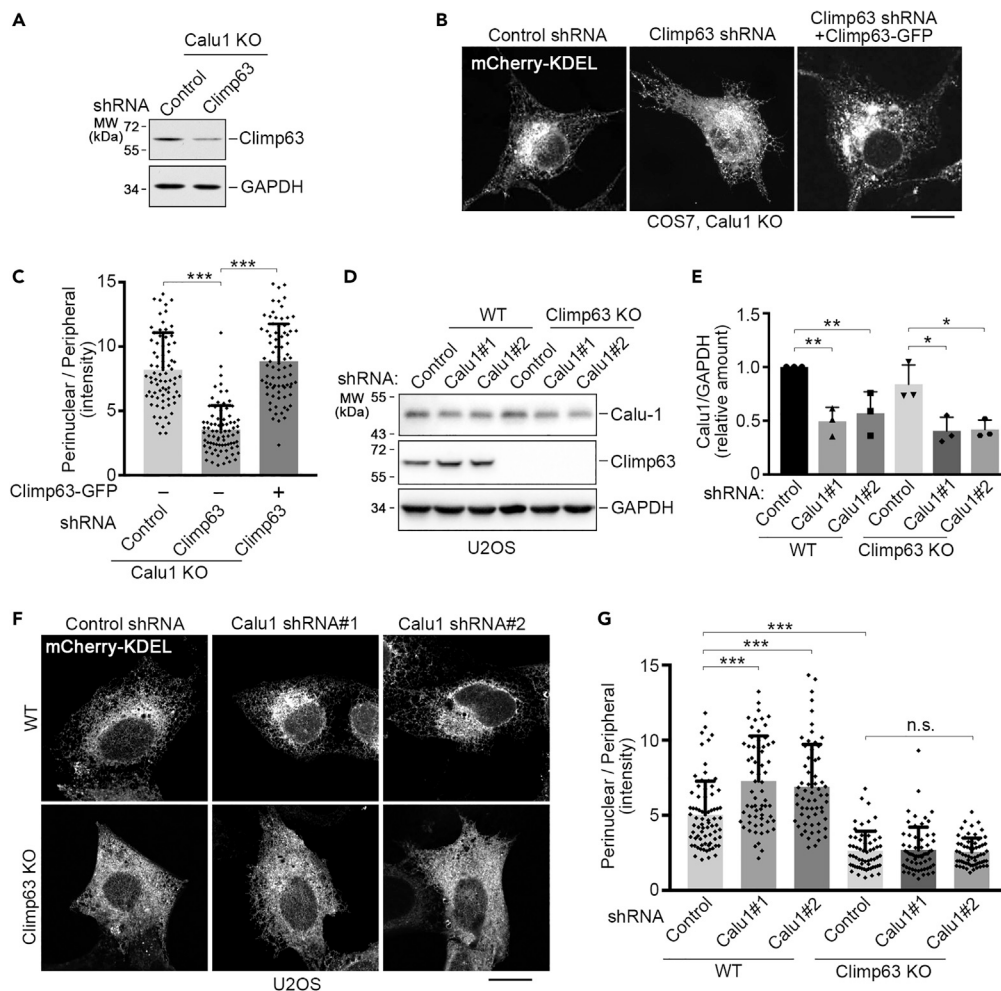 A
Calu1 KO
shRNA
Control
Climp63
MW
(kDa)
72
55
34
Climp63
GAPDH
B
Control shRNA
Climp63 shRNA
Climp63 shRNA
+Climp63-GFP
mCherry-KDEL
COS7, Calu1 KO
C
***
***
15
10
5
0
Perinuclear / Peripheral
(intensity)
Climp63-GFP
− − +
shRNA
Control
Climp63
Climp63
Calu1 KO
D
WT
Climp63 KO
shRNA:
Control
Calu1#1
Calu1#2
Control
Calu1#1
Calu1#2
MW
(kDa)
55
43
72
55
34
Calu-1
Climp63
GAPDH
U2OS
E
**
**
*
*
1.5
1.0
0.5
0
Calu1/GAPDH
(relative amount)
shRNA:
Control
Calu1#1
Calu1#2
Control
Calu1#1
Calu1#2
WT
Climp63 KO
F
Control shRNA
Calu1 shRNA#1
Calu1 shRNA#2
mCherry-KDEL
WT
Climp63 KO
U2OS
G
***
***
***
n.s.
15
10
5
0
Perinuclear / Peripheral
(intensity)
shRNA
Control
Calu1#1
Calu1#2
Control
Calu1#1
Calu1#2
WT
Climp63 KO